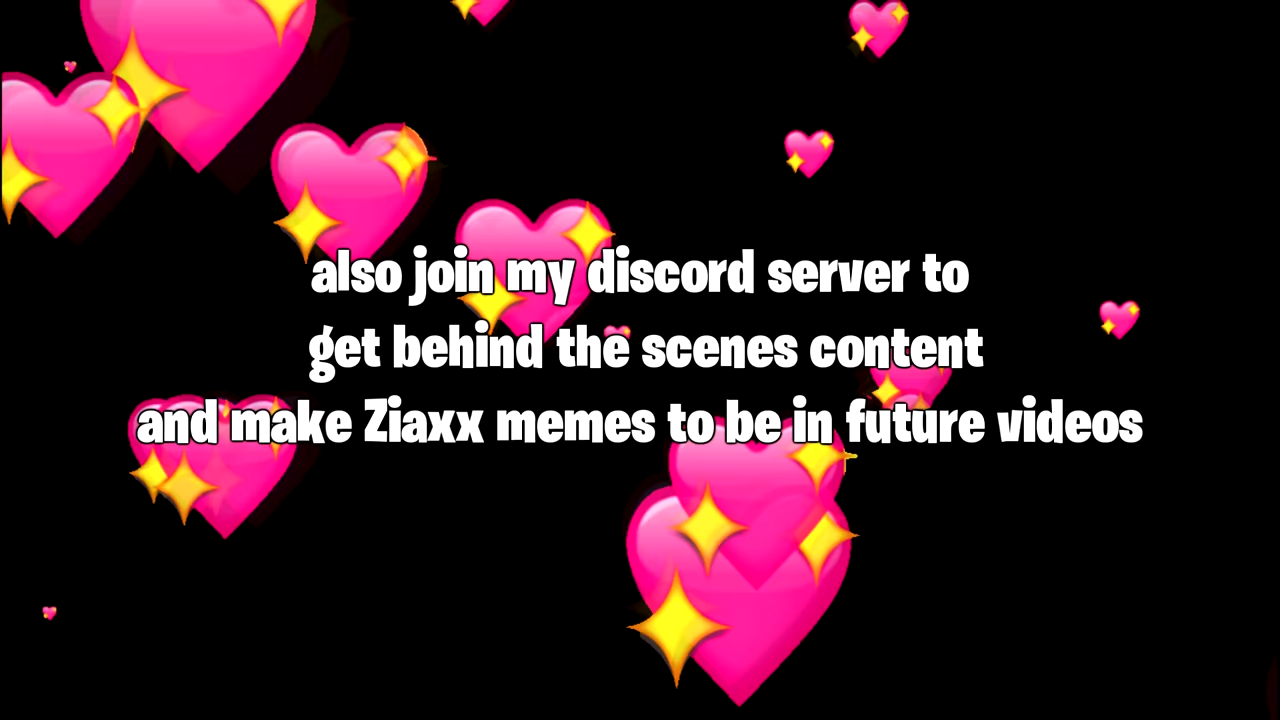 also join my discord server to
get behind the scenes content
and make Ziaxx memes to be in future videos